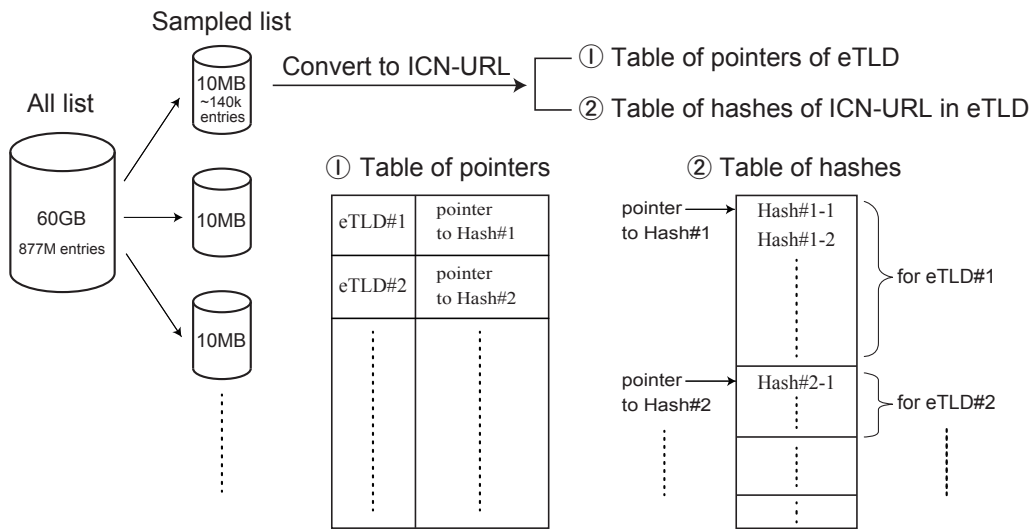 Sampled list
All list
60GB
877M entries
10MB
~140k
entries
10MB
10MB
Convert to ICN-URL
① Table of pointers of eTLD
② Table of hashes of ICN-URL in eTLD
① Table of pointers
eTLD#1
pointer
to Hash#1
eTLD#2
pointer
to Hash#2
② Table of hashes
pointer
to Hash#1
Hash#1-1
Hash#1-2
for eTLD#1
pointer
to Hash#2
Hash#2-1
for eTLD#2